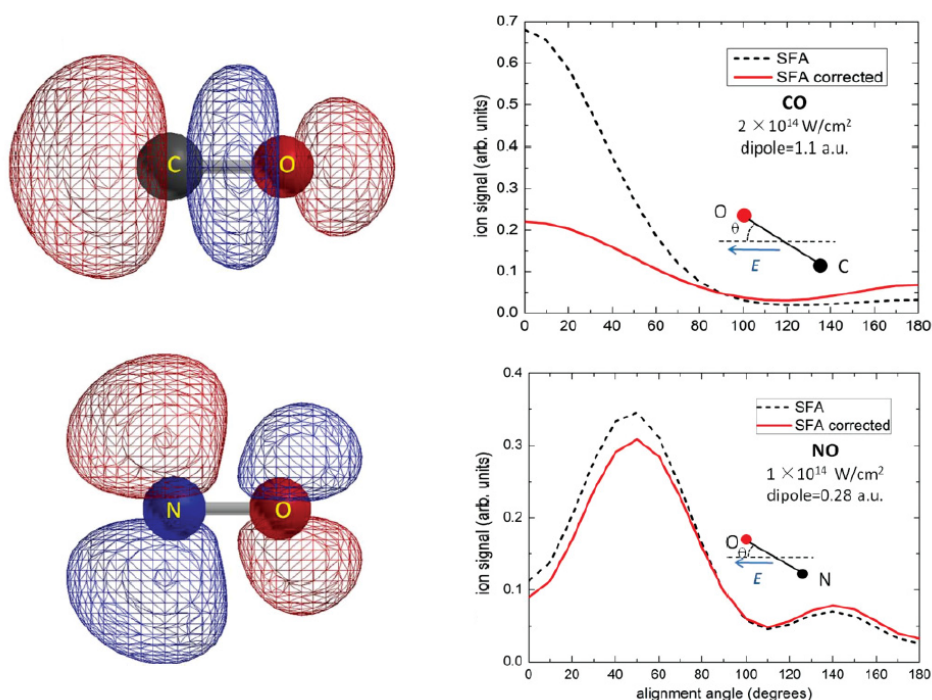 C
O
0.7
0.6
0.5
0.4
0.3
0.2
0.1
0.0
ion signal (arb. units)
SFA
SFA corrected
CO
2 × 10¹⁴ W/cm²
dipole=1.1 a.u.
O
θ
E
C
0 20 40 60 80 100 120 140 160 180
N
O
0.4
0.3
0.2
0.1
0.0
ion signal (arb. units)
SFA
SFA corrected
NO
1 × 10¹⁴ W/cm²
dipole=0.28 a.u.
O
θ
E
N
0 20 40 60 80 100 120 140 160 180
alignment angle (degrees)